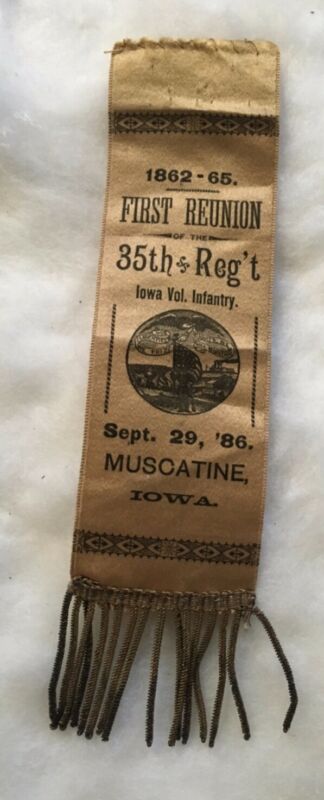 1862-65.
FIRST REUNION
OF THE
35th Reg't
Iowa Vol. Infantry.
Sept. 29, '86.
MUSCATINE,
IOWA.